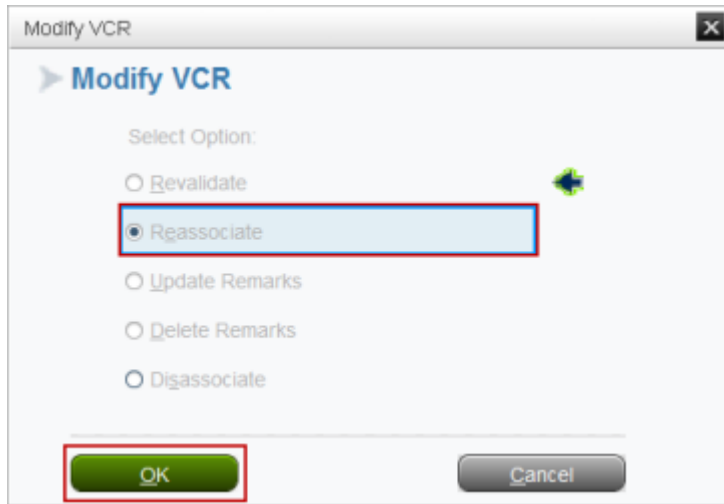 Modify VCR
Modify VCR
Select Option:
Revalidate
Reassociate
Update Remarks
Delete Remarks
Disassociate
OK
Cancel